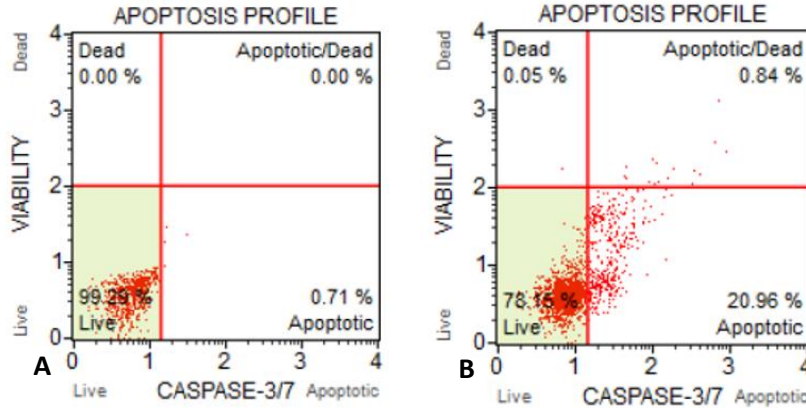 APOPTOSIS PROFILE
4
Dead
Dead
0.00 %
Apoptotic/Dead
0.00 %
3
VIABILITY
2
1
99.29 %
Live
0.71 %
Apoptotic
Live
0
0
1
2
3
4
A
Live
CASPASE-3/7
Apoptotic
APOPTOSIS PROFILE
4
Dead
Dead
0.05 %
Apoptotic/Dead
0.84 %
3
VIABILITY
2
1
78.15 %
Live
20.96 %
Apoptotic
Live
0
0
1
2
3
4
B
Live
CASPASE-3/7
Apoptotic